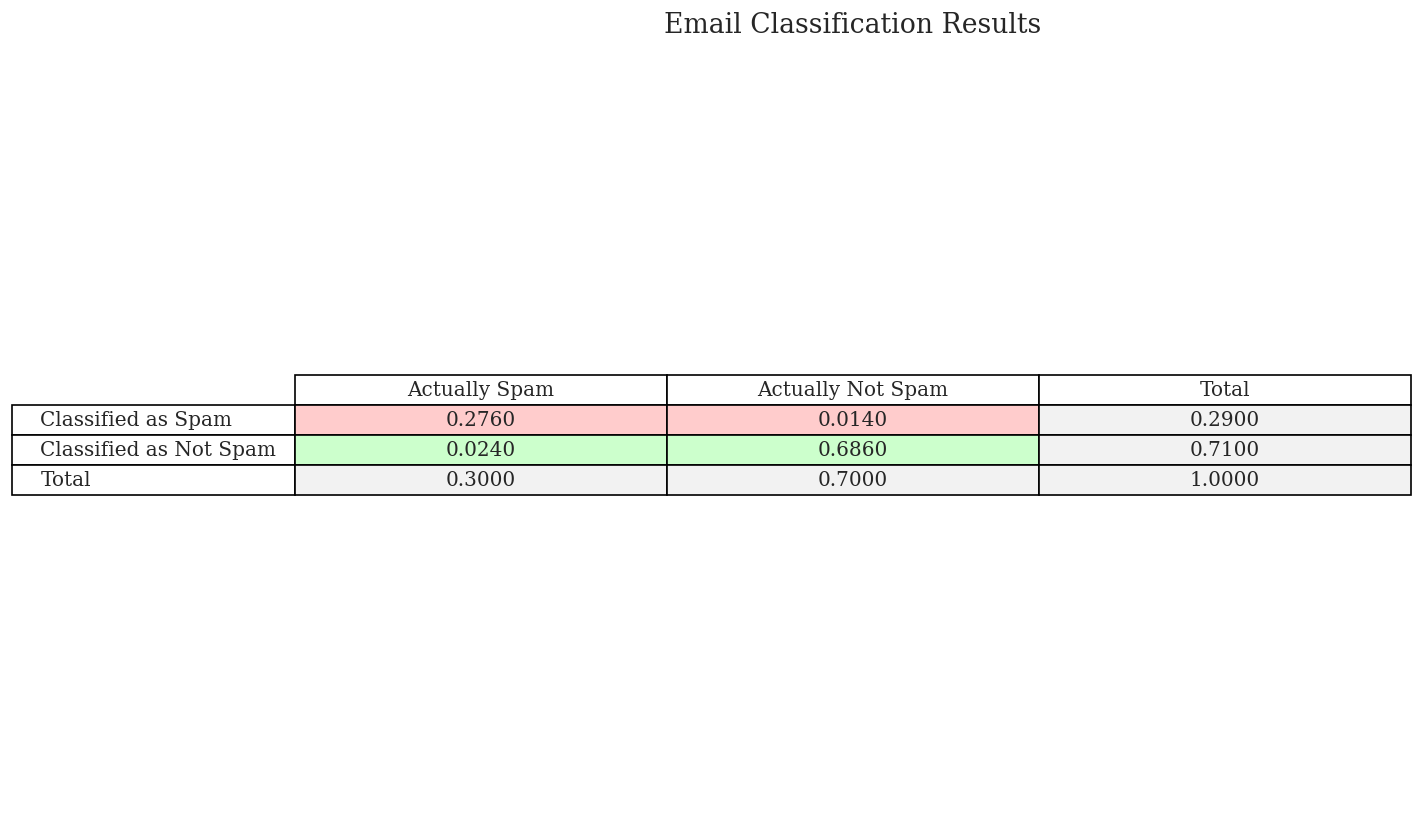 Email Classification Results
Actually Spam Actually Not Spam Total
Classified as Spam 0.2760 0.0140 0.2900
Classified as Not Spam 0.0240 0.6860 0.7100
Total 0.3000 0.7000 1.0000